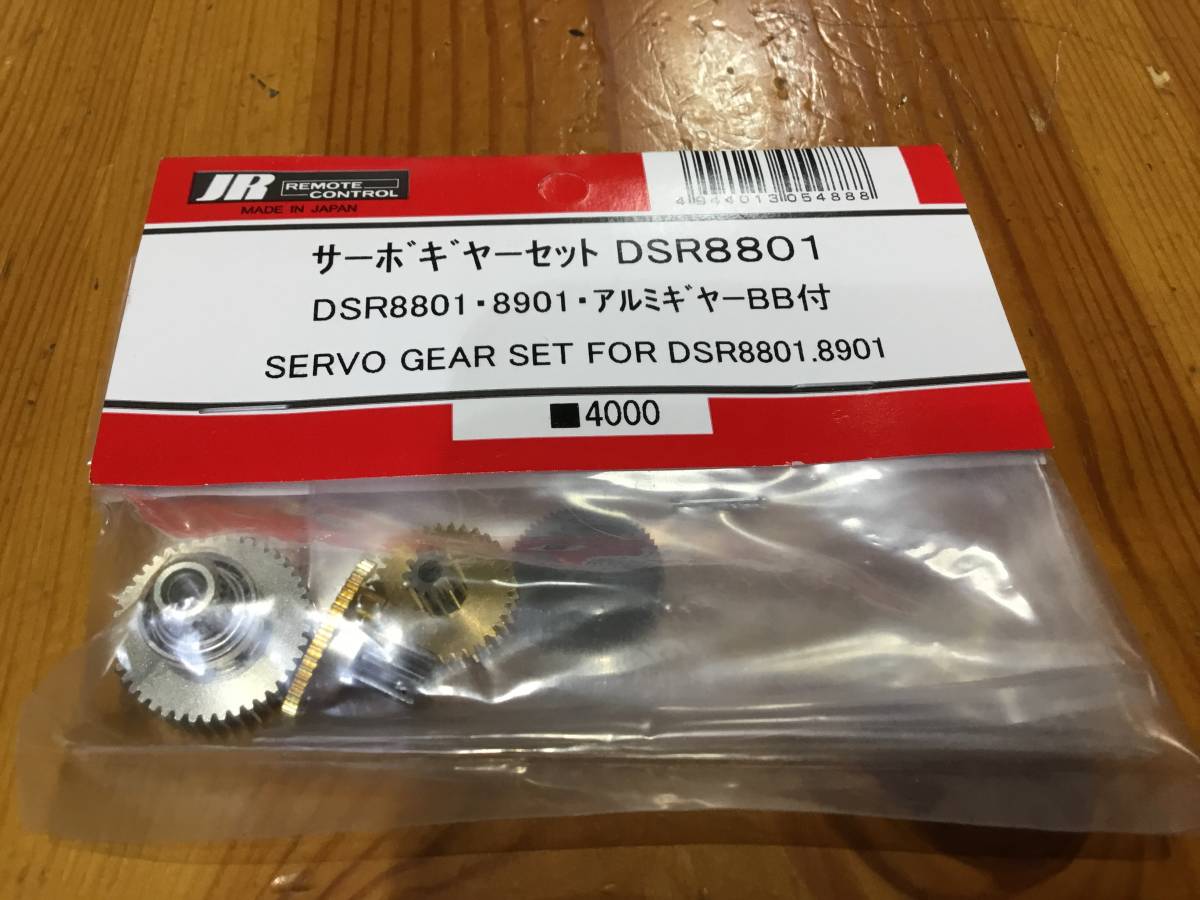 JR REMOTE CONTROL
MADE IN JAPAN
4944013054888
サーボギヤーセット DSR8801
DSR8801・8901・アルミギヤーBB付
SERVO GEAR SET FOR DSR8801.8901
■4000